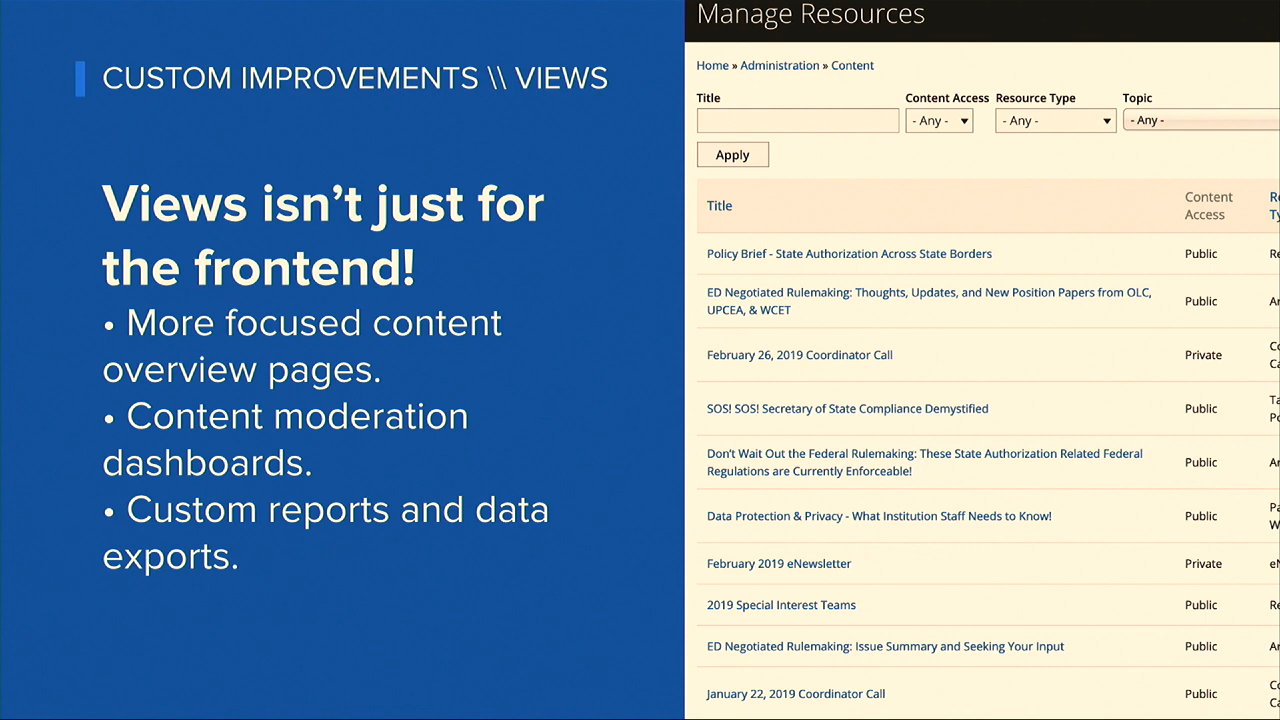 CUSTOM IMPROVEMENTS \\ VIEWS
Views isn’t just for
the frontend!
• More focused content
overview pages.
• Content moderation
dashboards.
• Custom reports and data
exports.
Manage Resources
Home » Administration » Content
Title
Content Access
Resource Type
Topic
- Any -
- Any -
- Any -
Apply
Title
Content
Access
Policy Brief - State Authorization Across State Borders
Public
ED Negotiated Rulemaking: Thoughts, Updates, and New Position Papers from OLC,
UPCEA, & WCET
Public
February 26, 2019 Coordinator Call
Private
SOS! SOS! Secretary of State Compliance Demystified
Public
Don’t Wait Out the Federal Rulemaking: These State Authorization Related Federal
Regulations are Currently Enforceable!
Public
Data Protection & Privacy - What Institution Staff Needs to Know!
Public
February 2019 eNewsletter
Private
2019 Special Interest Teams
Public
ED Negotiated Rulemaking: Issue Summary and Seeking Your Input
Public
January 22, 2019 Coordinator Call
Public